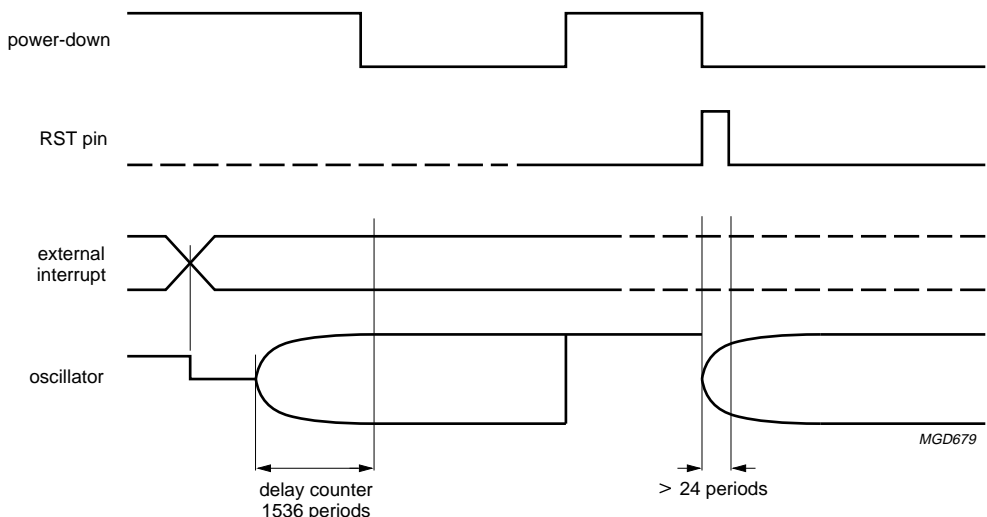 power-down
RST pin
external
interrupt
oscillator
MGD679
delay counter
1536 periods
> 24 periods